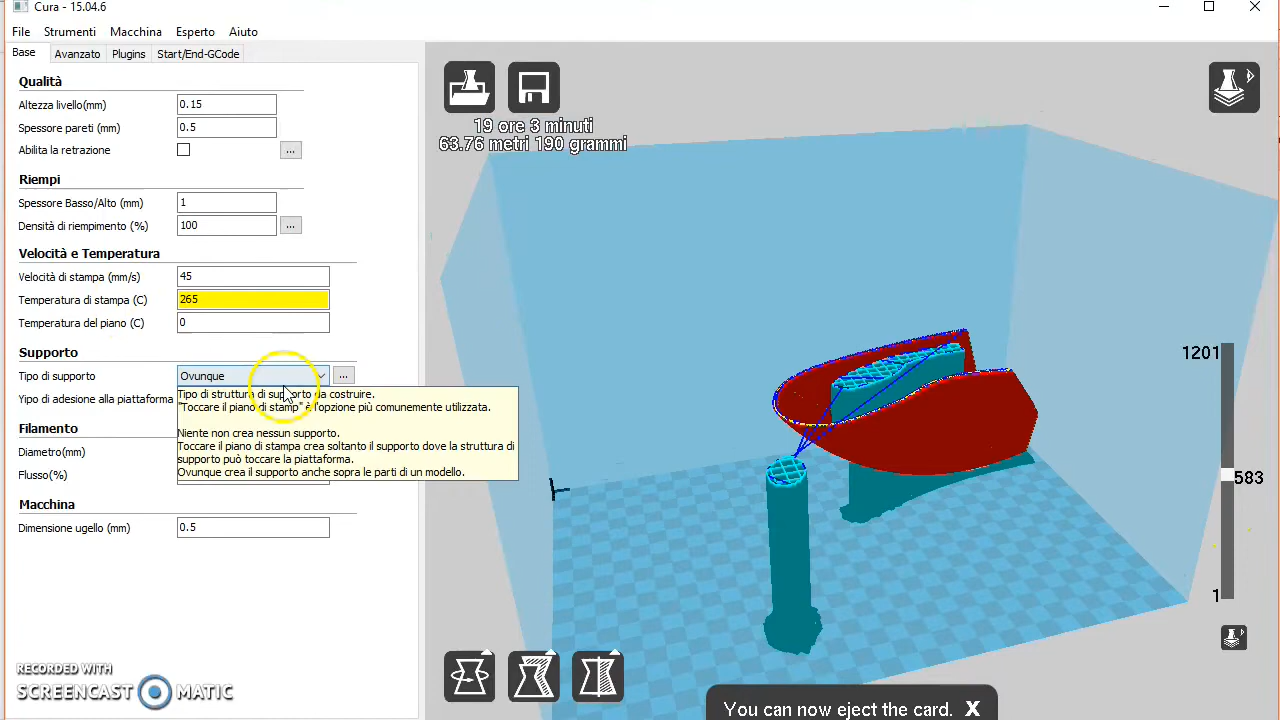 Cura - 15.04.6
File Strumenti Macchina Esperto Aiuto
Base Avanzato Plugins Start/End-GCode
Qualità
Altezza livello(mm) 0.15
Spessore pareti (mm) 0.5
Abilita la retrazione ...
Riempi
Spessore Basso/Alto (mm) 1
Densità di riempimento (%) 100 ...
Velocità e Temperatura
Velocità di stampa (mm/s) 45
Temperatura di stampa (C) 265
Temperatura del piano (C) 0
Supporto
Tipo di supporto Ovunque ...
Tipo di adesione alla piattaforma
Tipo di struttura di supporto da costruire.
"Toccare il piano di stamp" è l'opzione più comunemente utilizzata.
Niente non crea nessun supporto.
Toccare il piano di stampa crea soltanto il supporto dove la struttura di
supporto può toccare la piattaforma.
Ovunque crea il supporto anche sopra le parti di un modello.
Filamento
Diametro(mm)
Flusso(%)
Macchina
Dimensione ugello (mm) 0.5
RECORDED WITH
SCREENCAST MATIC
19 ore 3 minuti
63.76 metri 190 grammi
1201
583
1
You can now eject the card. X